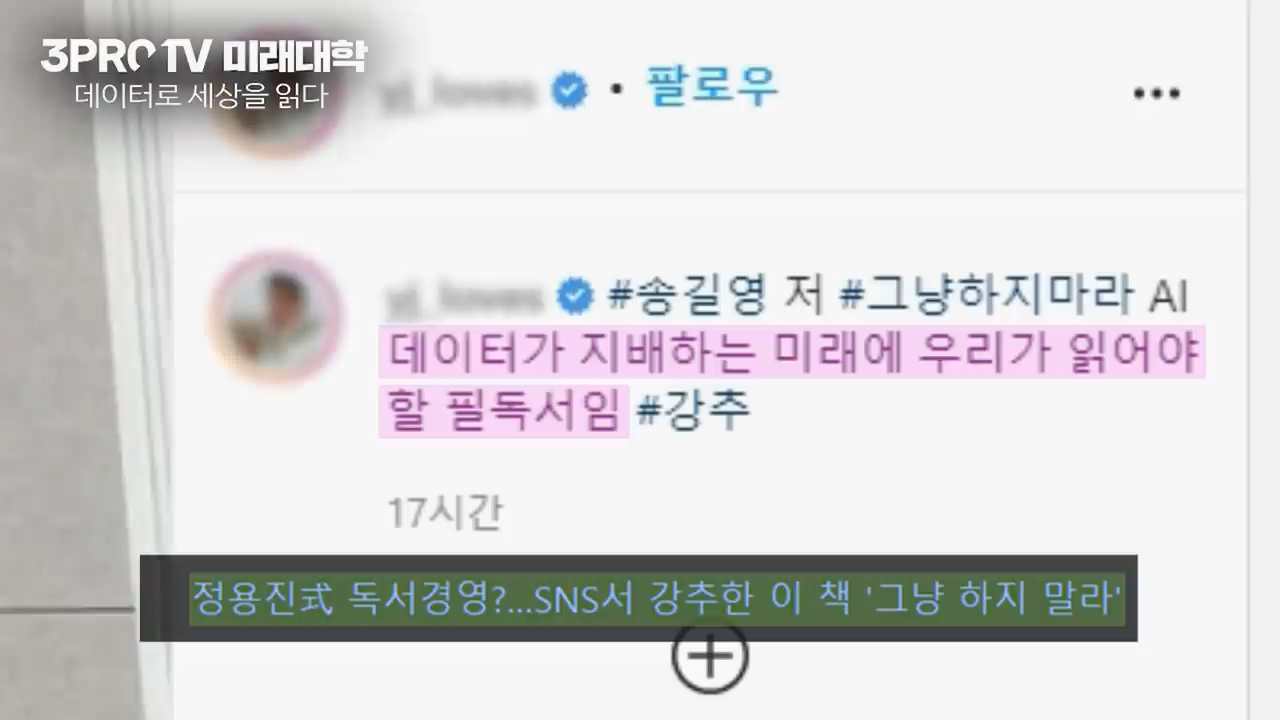 3PROTV 미래대학
데이터로 세상을 읽다
• 팔로우
#송길영 저 #그냥하지마라 AI
데이터가 지배하는 미래에 우리가 읽어야
할 필독서임 #강추
17시간
정용진式 독서경영?...SNS서 강추한 이 책 '그냥 하지 말라'